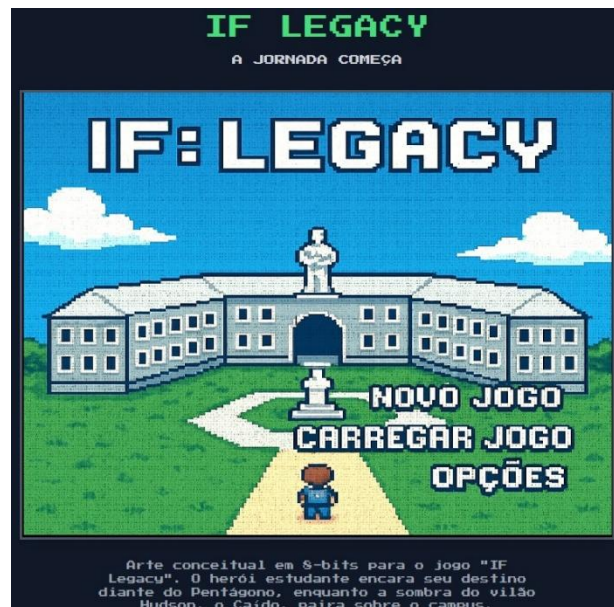 IF LEGACY
A JORNADA COMEÇA
IF: LEGACY
NOVO JOGO
CARREGAR JOGO
OPÇÕES
Arte conceitual em 8-bits para o jogo "IF
Legacy". O herói estudante encara seu destino
diante do Pentágono, enquanto a sombra do vilão
Hudson, o Caído, paira sobre o campus.